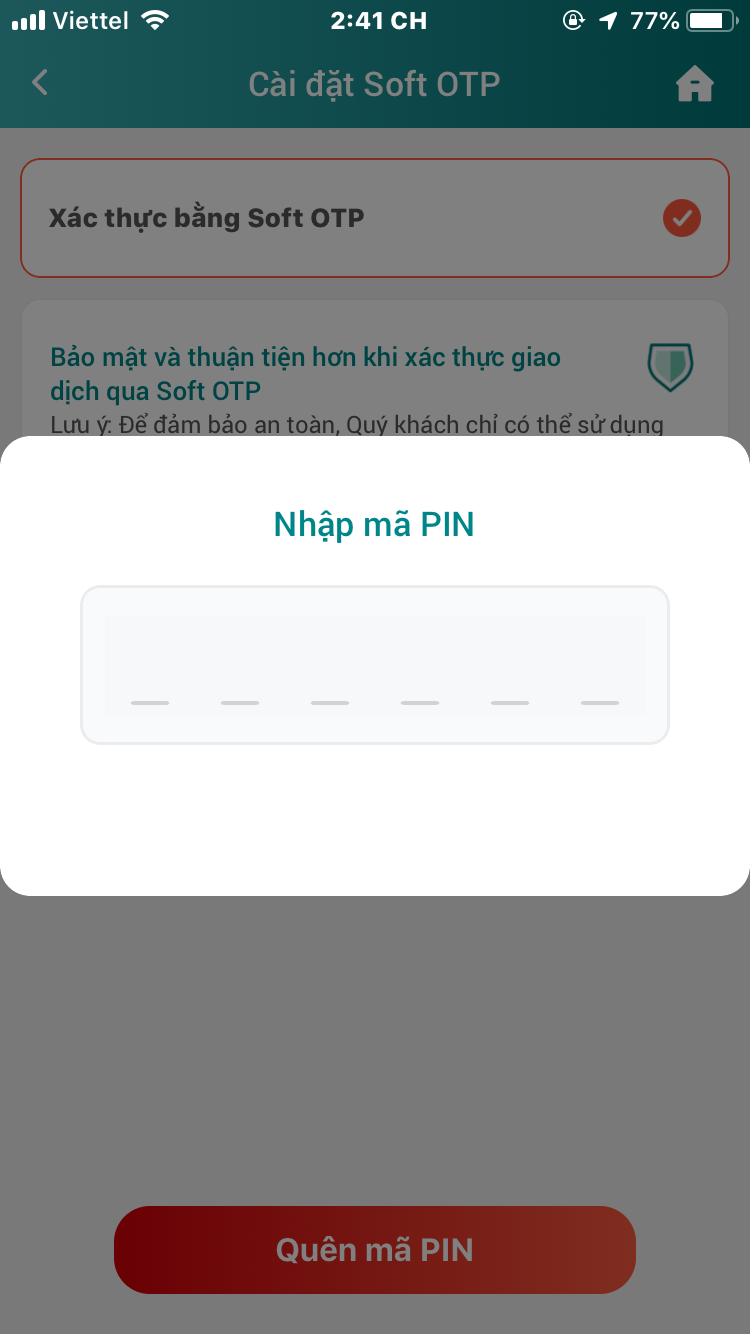 Viettel 2:41 CH 77%
Cài đặt Soft OTP
Xác thực bằng Soft OTP
Bảo mật và thuận tiện hơn khi xác thực giao
dịch qua Soft OTP
Lưu ý: Để đảm bảo an toàn, Quý khách chỉ có thể sử dụng
Nhập mã PIN
Quên mã PIN